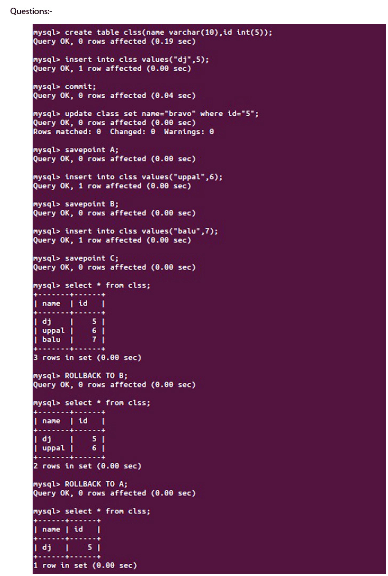 Questions:-
mysql> create table clss(name varchar(10),id int(5));
Query OK, 0 rows affected (0.19 sec)
mysql> insert into clss values("dj",5);
Query OK, 1 row affected (0.00 sec)
mysql> commit;
Query OK, 0 rows affected (0.04 sec)
mysql> update class set name="bravo" where id="5";
Query OK, 0 rows affected (0.00 sec)
Rows matched: 0  Changed: 0  Warnings: 0
mysql> savepoint A;
Query OK, 0 rows affected (0.00 sec)
mysql> insert into clss values("uppal",6);
Query OK, 1 row affected (0.00 sec)
mysql> savepoint B;
Query OK, 0 rows affected (0.00 sec)
mysql> insert into clss values("balu",7);
Query OK, 1 row affected (0.00 sec)
mysql> savepoint C;
Query OK, 0 rows affected (0.00 sec)
mysql> select * from clss;
+-------+------+
| name  | id   |
+-------+------+
| dj    |    5 |
| uppal |    6 |
| balu  |    7 |
+-------+------+
3 rows in set (0.00 sec)
mysql> ROLLBACK TO B;
Query OK, 0 rows affected (0.00 sec)
mysql> select * from clss;
+-------+------+
| name  | id   |
+-------+------+
| dj    |    5 |
| uppal |    6 |
+-------+------+
2 rows in set (0.00 sec)
mysql> ROLLBACK TO A;
Query OK, 0 rows affected (0.00 sec)
mysql> select * from clss;
+------+------+
| name | id   |
+------+------+
| dj   |    5 |
+------+------+
1 row in set (0.00 sec)